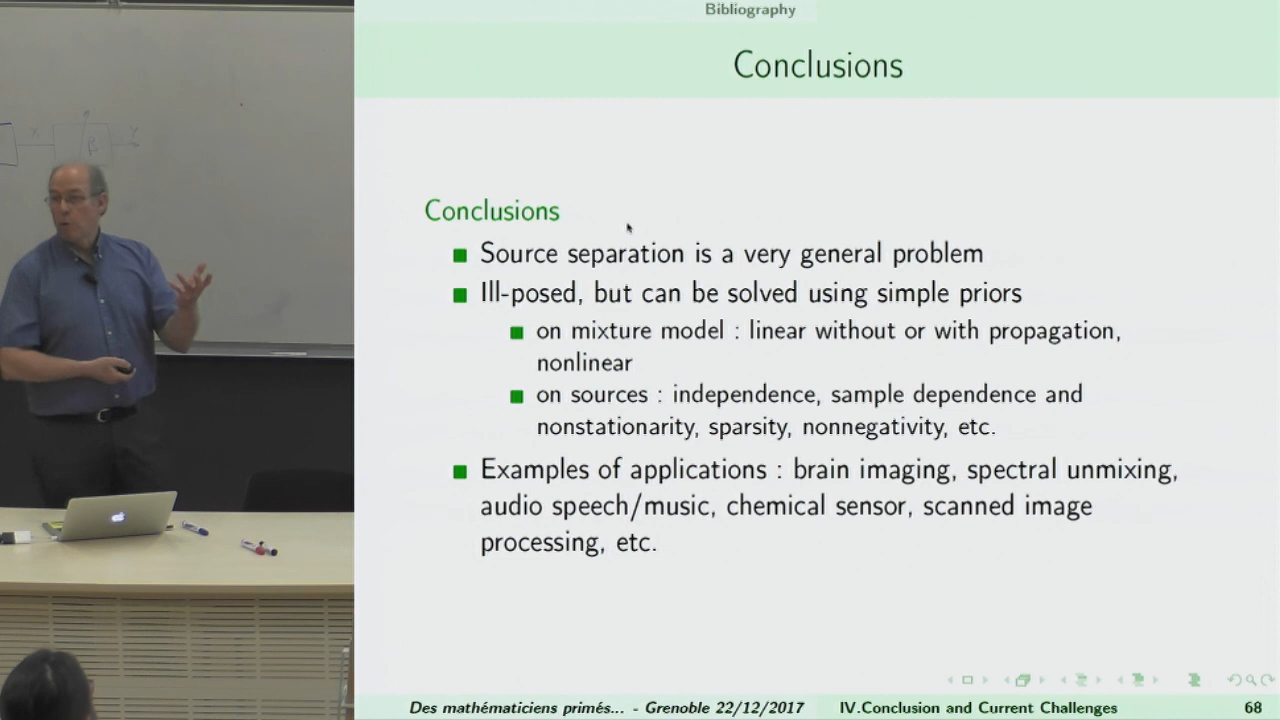 Bibliography
Conclusions
Conclusions
Source separation is a very general problem
Ill-posed, but can be solved using simple priors
on mixture model : linear without or with propagation,
nonlinear
on sources : independence, sample dependence and
nonstationarity, sparsity, nonnegativity, etc.
Examples of applications : brain imaging, spectral unmixing,
audio speech/music, chemical sensor, scanned image
processing, etc.
Des mathématiciens primés... - Grenoble 22/12/2017 IV.Conclusion and Current Challenges 68